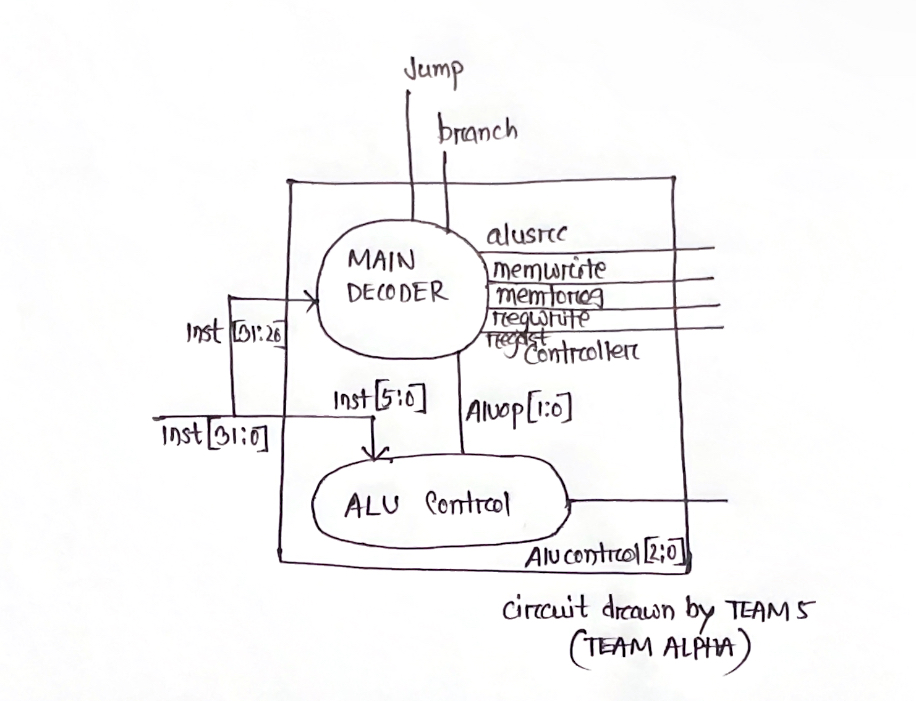 Jump
branch
alusrc
MAIN
DECODER
memwrite
memtoreg
regwrite
regdst
Controller
Inst [31:26]
Inst [5:0]
Aluop [1:0]
Inst [31:0]
ALU Control
Alucontrol [2:0]
Circuit drawn by TEAM 5
(TEAM ALPHA)